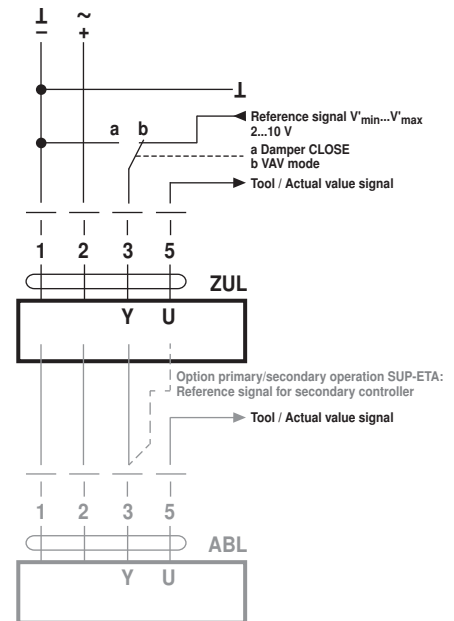 ⊥ ~
− +
⊥
a b
Reference signal V'min...V'max
2...10 V
a Damper CLOSE
b VAV mode
Tool / Actual value signal
1 2 3 5
ZUL
Y U
Option primary/secondary operation SUP-ETA:
Reference signal for secondary controller
Tool / Actual value signal
1 2 3 5
ABL
Y U